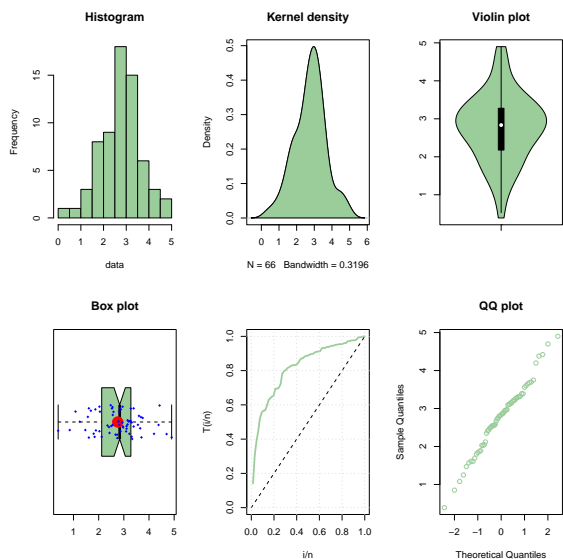 Histogram
Frequency
0
5
10
15
0 1 2 3 4 5
data
Kernel density
Density
0.0
0.1
0.2
0.3
0.4
0.5
0 1 2 3 4 5 6
N = 66 Bandwidth = 0.3196
Violin plot
1
2
3
4
5
Box plot
1 2 3 4 5
T(i/n)
0.0
0.2
0.4
0.6
0.8
1.0
0.0 0.2 0.4 0.6 0.8 1.0
i/n
QQ plot
Sample Quantiles
1
2
3
4
5
−2 −1 0 1 2
Theoretical Quantiles